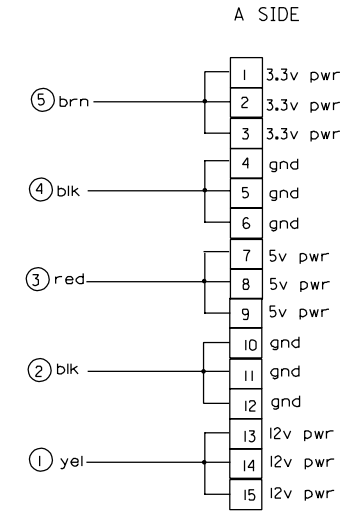 A SIDE
1 3.3v pwr
5 brn 2 3.3v pwr
3 3.3v pwr
4 gnd
4 blk 5 gnd
6 gnd
7 5v pwr
3 red 8 5v pwr
9 5v pwr
10 gnd
2 blk 11 gnd
12 gnd
13 12v pwr
1 yel 14 12v pwr
15 12v pwr